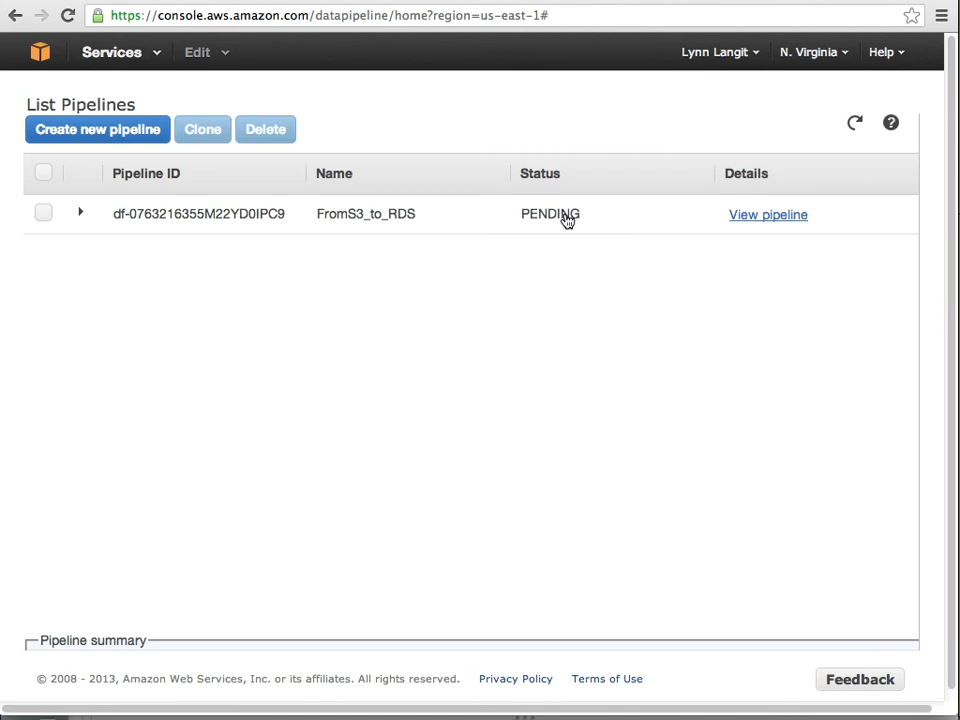 https://console.aws.amazon.com/datapipeline/home?region=us-east-1#
Services Edit Lynn Langit N. Virginia Help
List Pipelines
Create new pipeline Clone Delete
Pipeline ID Name Status Details
df-0763216355M22YD0IPC9 FromS3_to_RDS PENDING View pipeline
Pipeline summary
© 2008 - 2013, Amazon Web Services, Inc. or its affiliates. All rights reserved. Privacy Policy Terms of Use Feedback